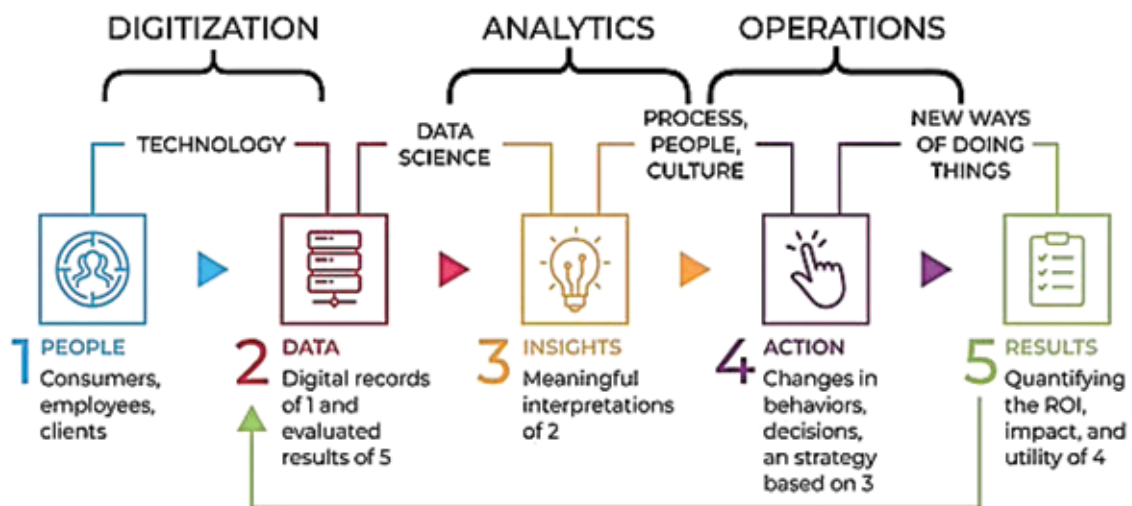 DIGITIZATION
ANALYTICS
OPERATIONS
TECHNOLOGY
DATA
SCIENCE
PROCESS,
PEOPLE,
CULTURE
NEW WAYS
OF DOING
THINGS
1 PEOPLE
Consumers,
employees,
clients
2 DATA
Digital records
of 1 and
evaluated
results of 5
3 INSIGHTS
Meaningful
interpretations
of 2
4 ACTION
Changes in
behaviors,
decisions,
an strategy
based on 3
5 RESULTS
Quantifying
the ROI,
impact, and
utility of 4